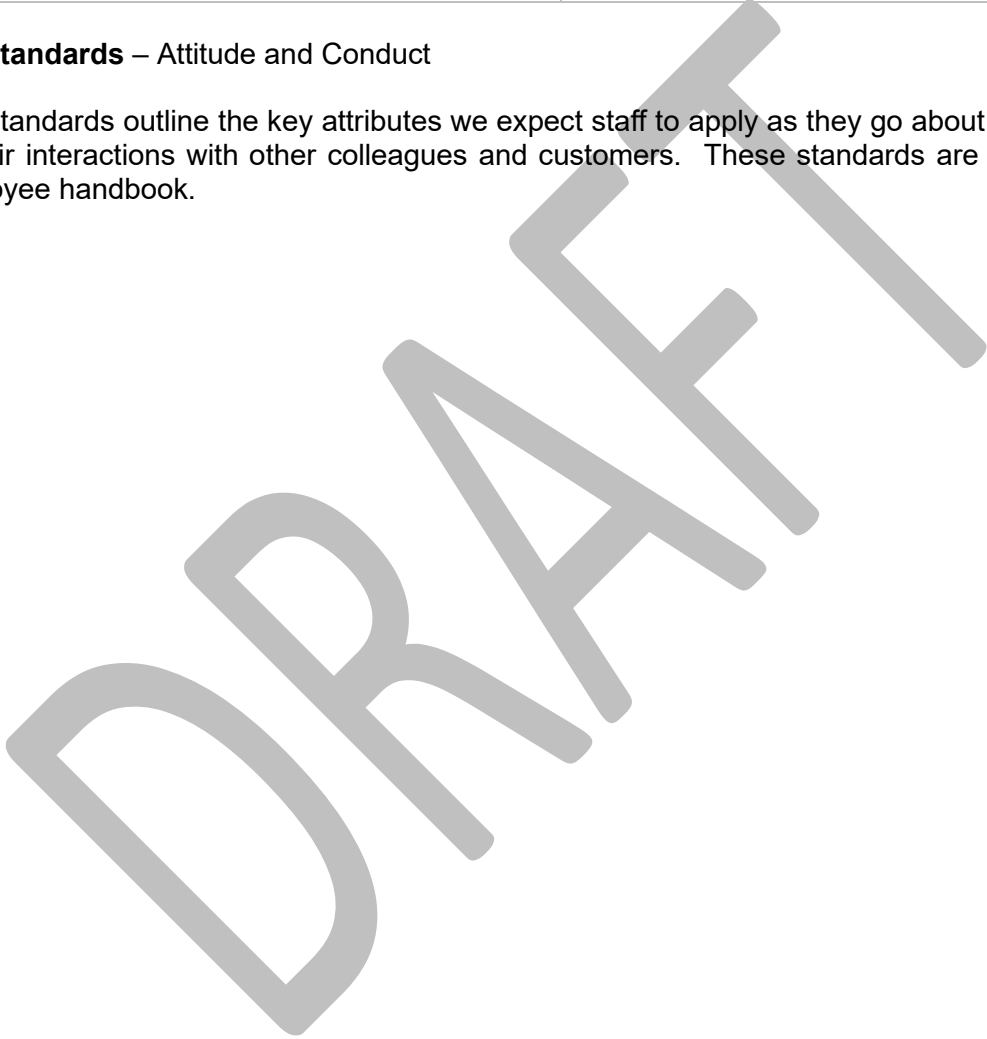 tandards – Attitude and Conduct
tandards outline the key attributes we expect staff to apply as they go about
ir interactions with other colleagues and customers. These standards are
yee handbook.
DRAFT